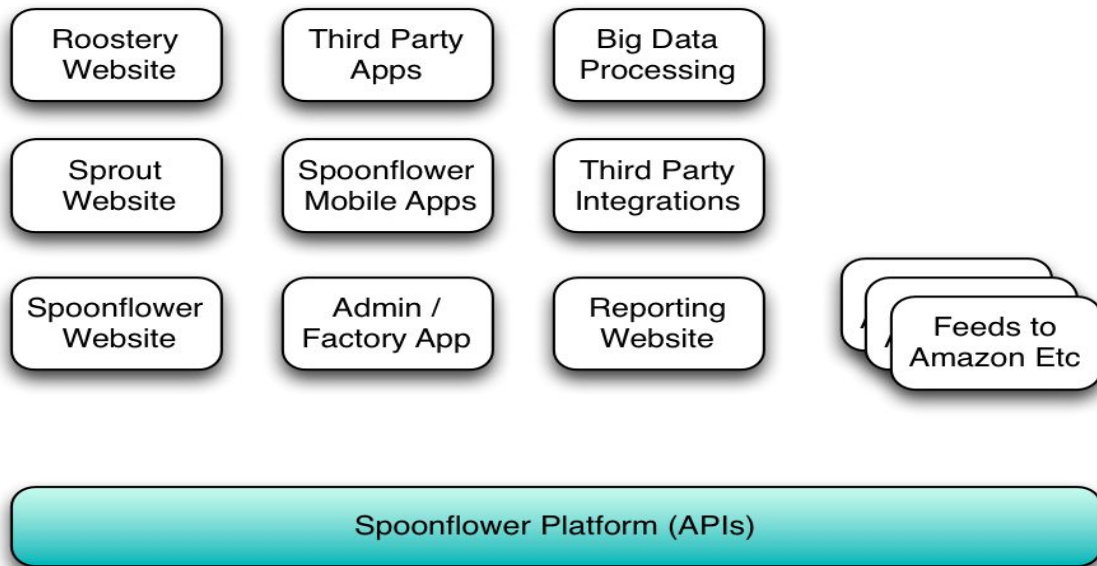 Roostery
Website
Third Party
Apps
Big Data
Processing
Sprout
Website
Spoonflower
Mobile Apps
Third Party
Integrations
Spoonflower
Website
Admin /
Factory App
Reporting
Website
Feeds to
Amazon Etc
Spoonflower Platform (APIs)